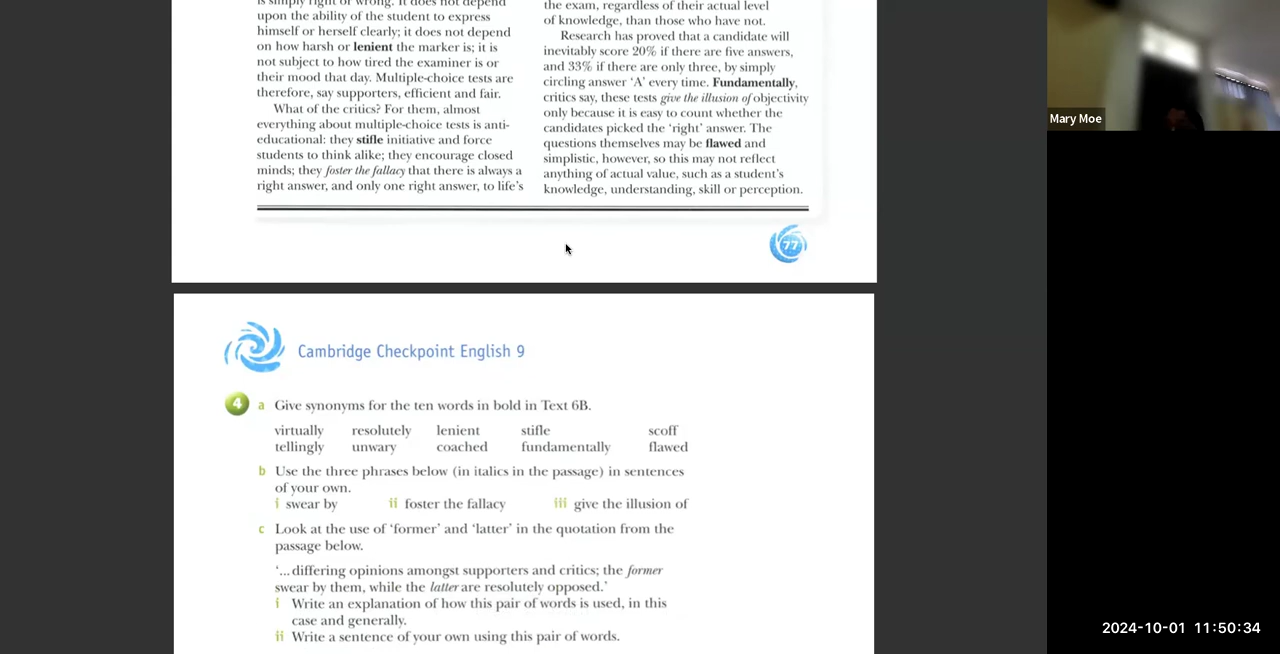 is simply right or wrong. It does not depend
upon the ability of the student to express
himself or herself clearly; it does not depend
on how harsh or lenient the marker is; it is
not subject to how tired the examiner is or
their mood that day. Multiple-choice tests are
therefore, say supporters, efficient and fair.
What of the critics? For them, almost
everything about multiple-choice tests is anti-
educational: they stifle initiative and force
students to think alike; they encourage closed
minds; they foster the fallacy that there is always a
right answer, and only one right answer, to life's
the exam, regardless of their actual level
of knowledge, than those who have not.
Research has proved that a candidate will
inevitably score 20% if there are five answers,
and 33% if there are only three, by simply
circling answer 'A' every time. Fundamentally,
critics say, these tests give the illusion of objectivity
only because it is easy to count whether the
candidates picked the 'right' answer. The
questions themselves may be flawed and
simplistic, however, so this may not reflect
anything of actual value, such as a student's
knowledge, understanding, skill or perception.
77
Cambridge Checkpoint English 9
4 a Give synonyms for the ten words in bold in Text 6B.
virtually resolutely lenient stifle scoff
tellingly unwary coached fundamentally flawed
b Use the three phrases below (in italics in the passage) in sentences
of your own.
i swear by ii foster the fallacy iii give the illusion of
c Look at the use of 'former' and 'latter' in the quotation from the
passage below.
'...differing opinions amongst supporters and critics; the former
swear by them, while the latter are resolutely opposed.'
i Write an explanation of how this pair of words is used, in this
case and generally.
ii Write a sentence of your own using this pair of words.
Mary Moe
2024-10-01 11:50:34